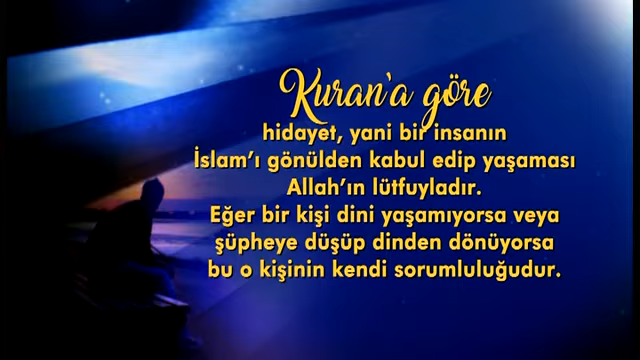 Kuran'a göre
hidayet, yani bir insanın
İslam'ı gönülden kabul edip yaşaması
Allah'ın lütfuyladır.
Eğer bir kişi dini yaşamıyorsa veya
şüpheye düşüp dinden dönüyorsa
bu o kişinin kendi sorumluluğudur.